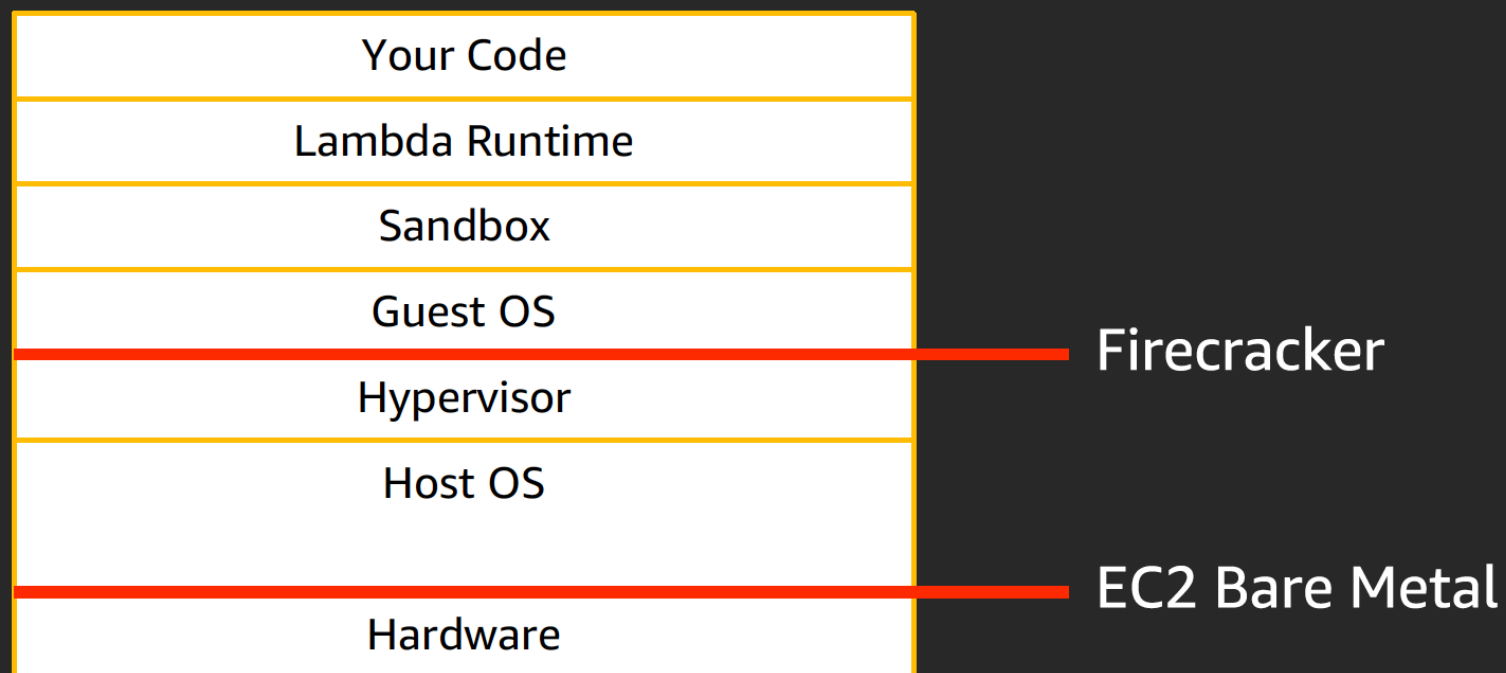 Your Code
Lambda Runtime
Sandbox
Guest OS
Firecracker
Hypervisor
Host OS
EC2 Bare Metal
Hardware